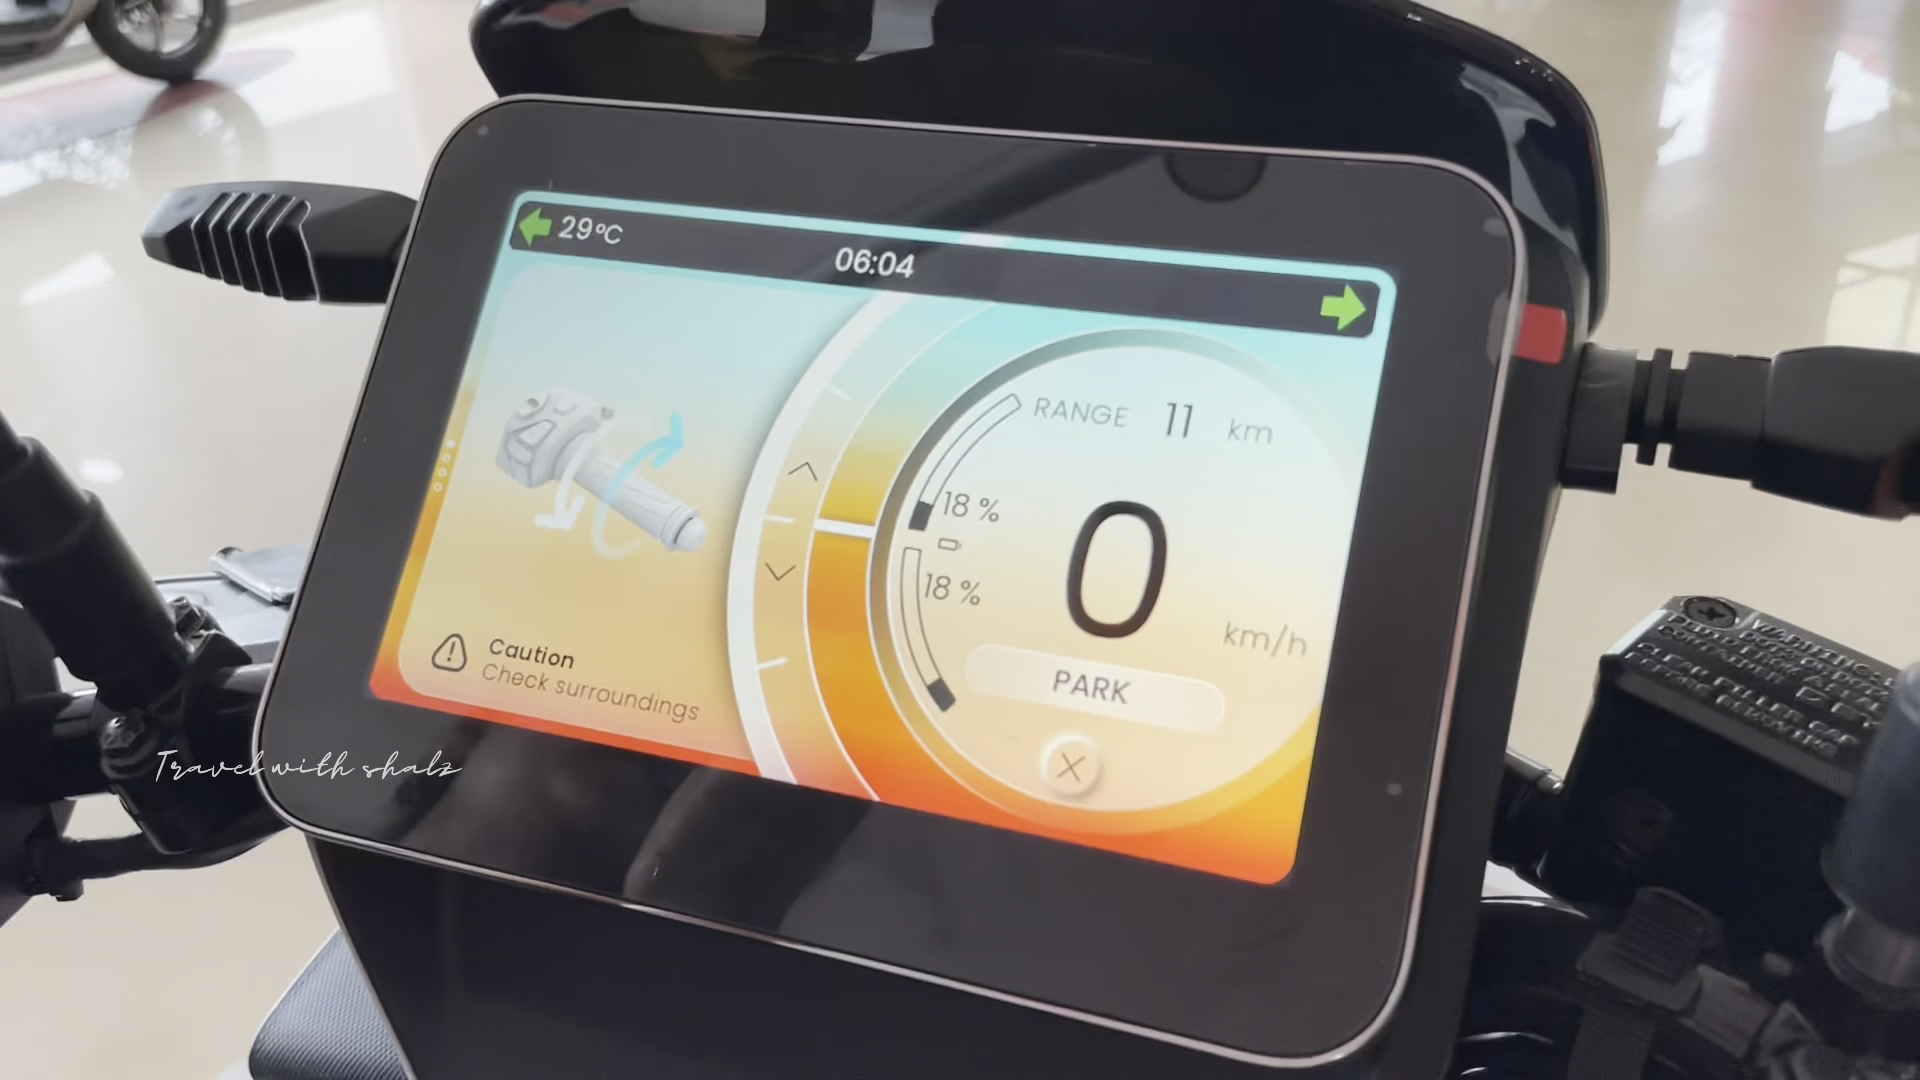 29°C
06:04
RANGE 11 km
18 %
18 %
0
km/h
PARK
Caution
Check surroundings
Travel with shalz